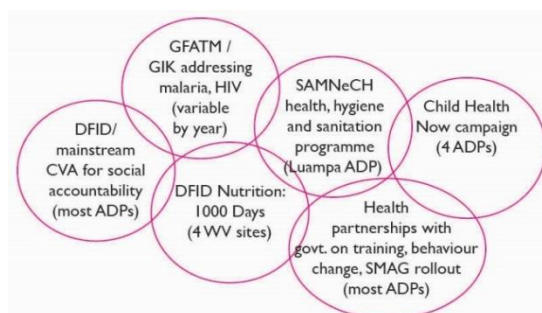 GFATM /
GIK addressing
malaria, HIV
(variable
by year)
SAMNeCH
health, hygiene
and sanitation
programme
(Luampa ADP)
Child Health
Now campaign
(4 ADPs)
DFID/
mainstream
CVA for social
accountability
(most ADPs)
DFID Nutrition:
1000 Days
(4 WV sites)
Health
partnerships with
govt. on training, behaviour
change, SMAG rollout
(most ADPs)